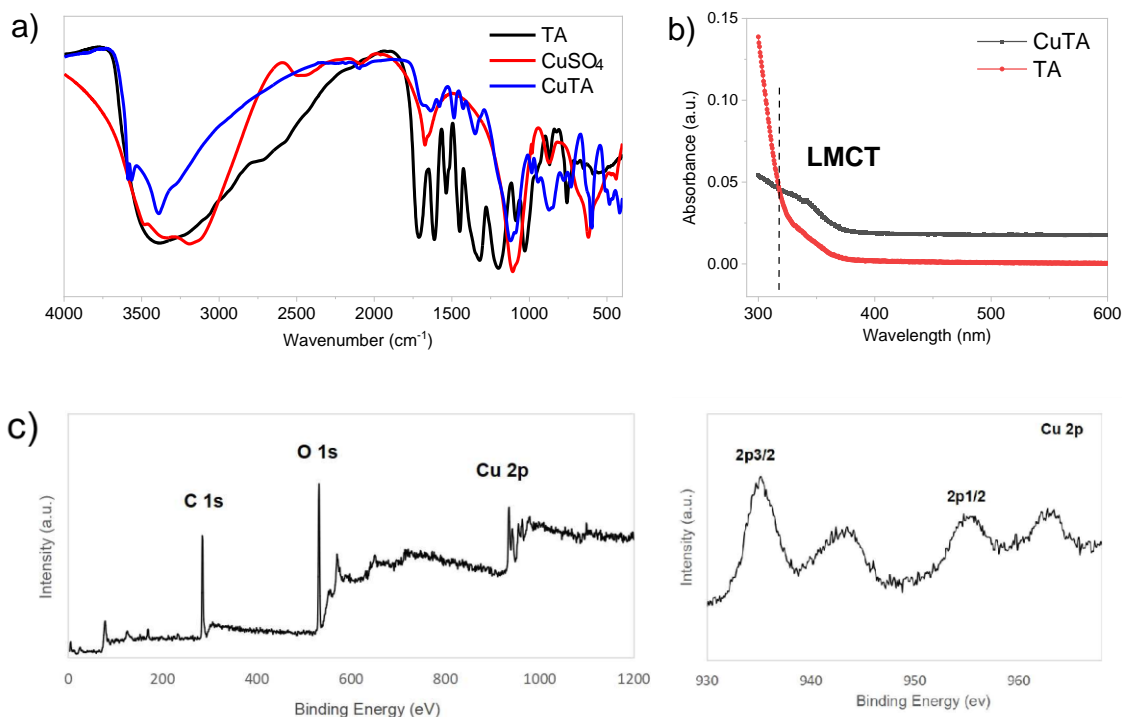 a)
TA
CuSO4
CuTA
4000 3500 3000 2500 2000 1500 1000 500
Wavenumber (cm-1)
b)
0.15
0.10
0.05
0.00
Absorbance (a.u.)
CuTA
TA
LMCT
300 400 500 600
Wavelength (nm)
c)
Intensity (a.u.)
C 1s
O 1s
Cu 2p
0 200 400 600 800 1000 1200
Binding Energy (eV)
Intensity (a.u.)
Cu 2p
2p3/2
2p1/2
930 940 950 960
Binding Energy (ev)